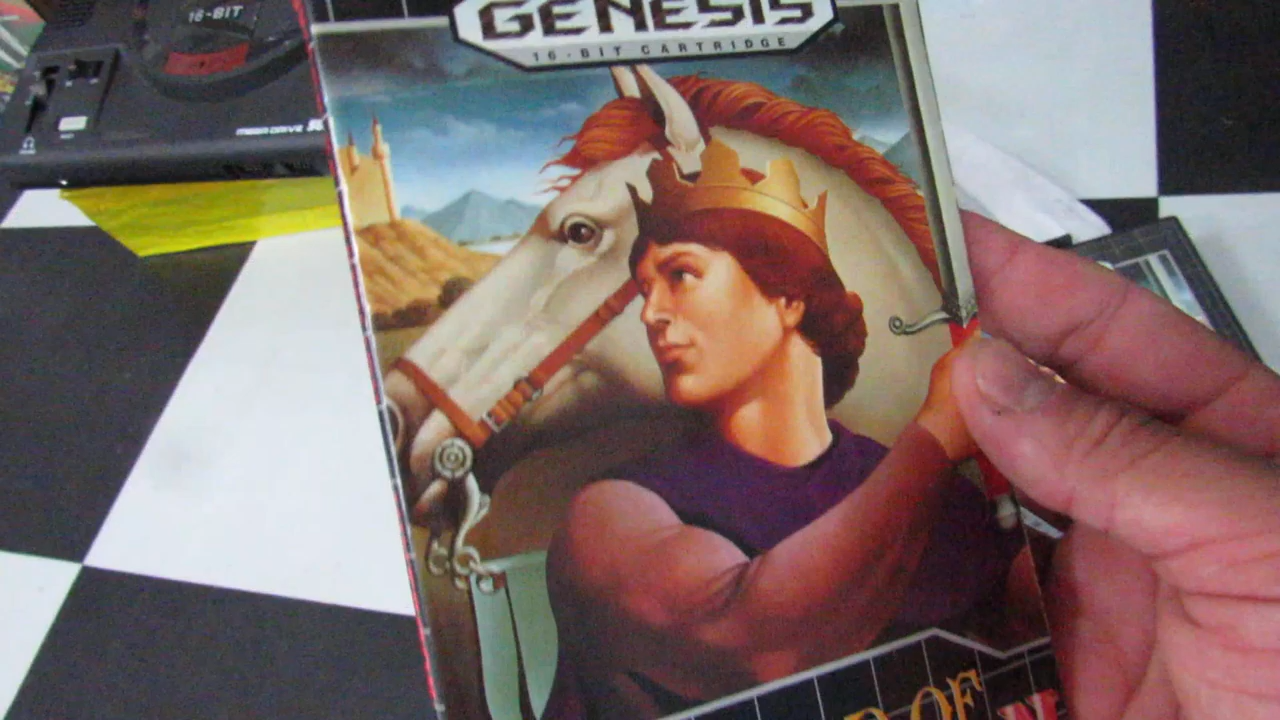 16-BIT
MEGA DRIVE
GENESIS
16-BIT CARTRIDGE
OF